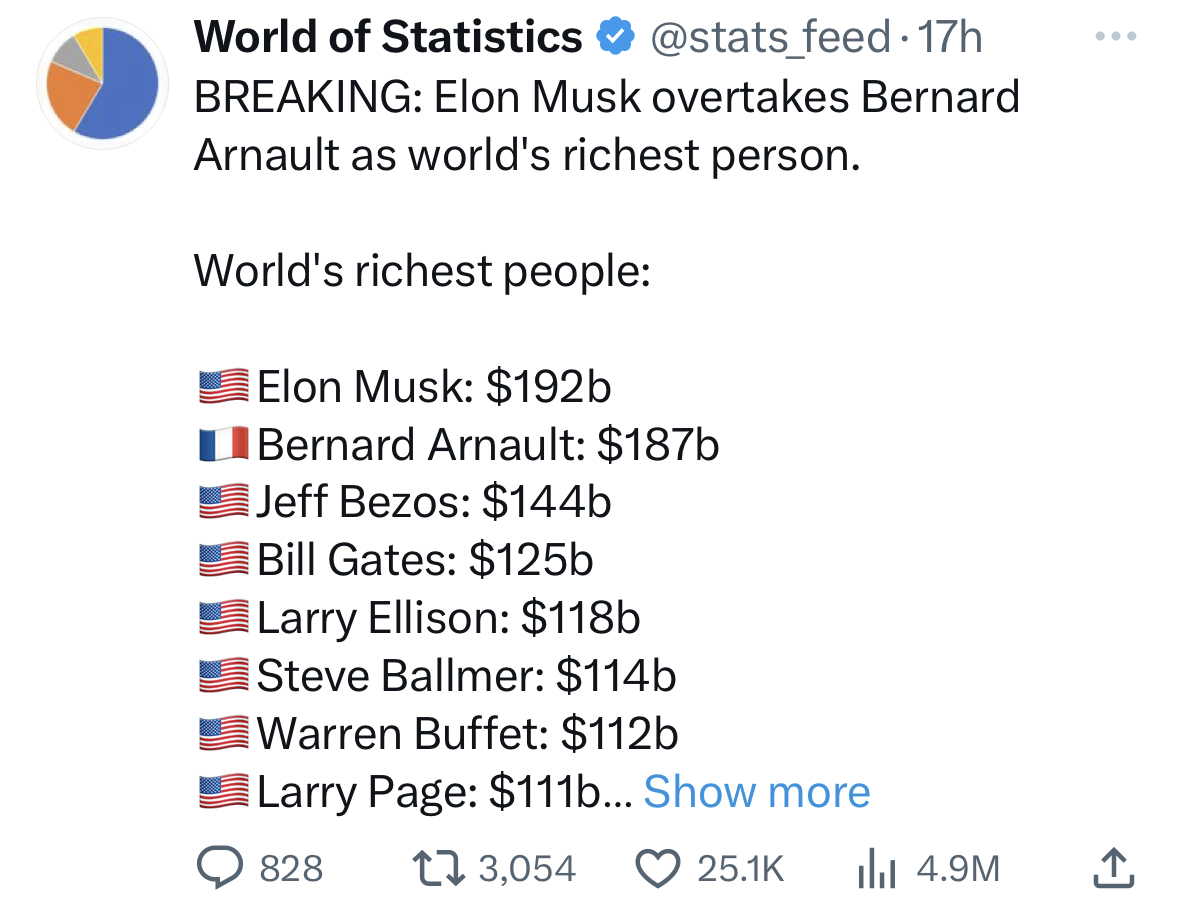 World of Statistics @stats_feed · 17h
BREAKING: Elon Musk overtakes Bernard
Arnault as world's richest person.
World's richest people:
🇺🇸Elon Musk: $192b
🇫🇷Bernard Arnault: $187b
🇺🇸Jeff Bezos: $144b
🇺🇸Bill Gates: $125b
🇺🇸Larry Ellison: $118b
🇺🇸Steve Ballmer: $114b
🇺🇸Warren Buffet: $112b
🇺🇸Larry Page: $111b... Show more
828 3,054 25.1K 4.9M